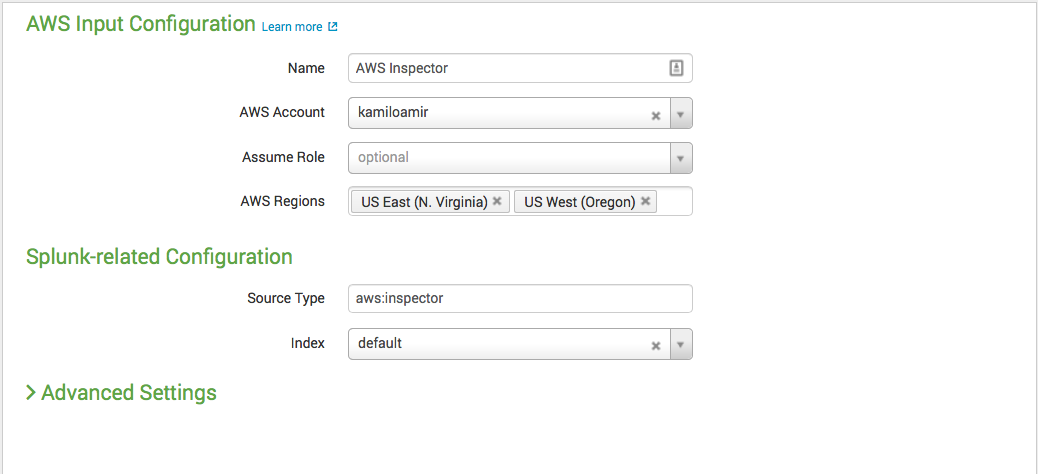 AWS Input Configuration Learn more
Name AWS Inspector
AWS Account kamiloamir
Assume Role optional
AWS Regions US East (N. Virginia) US West (Oregon)
Splunk-related Configuration
Source Type aws:inspector
Index default
Advanced Settings